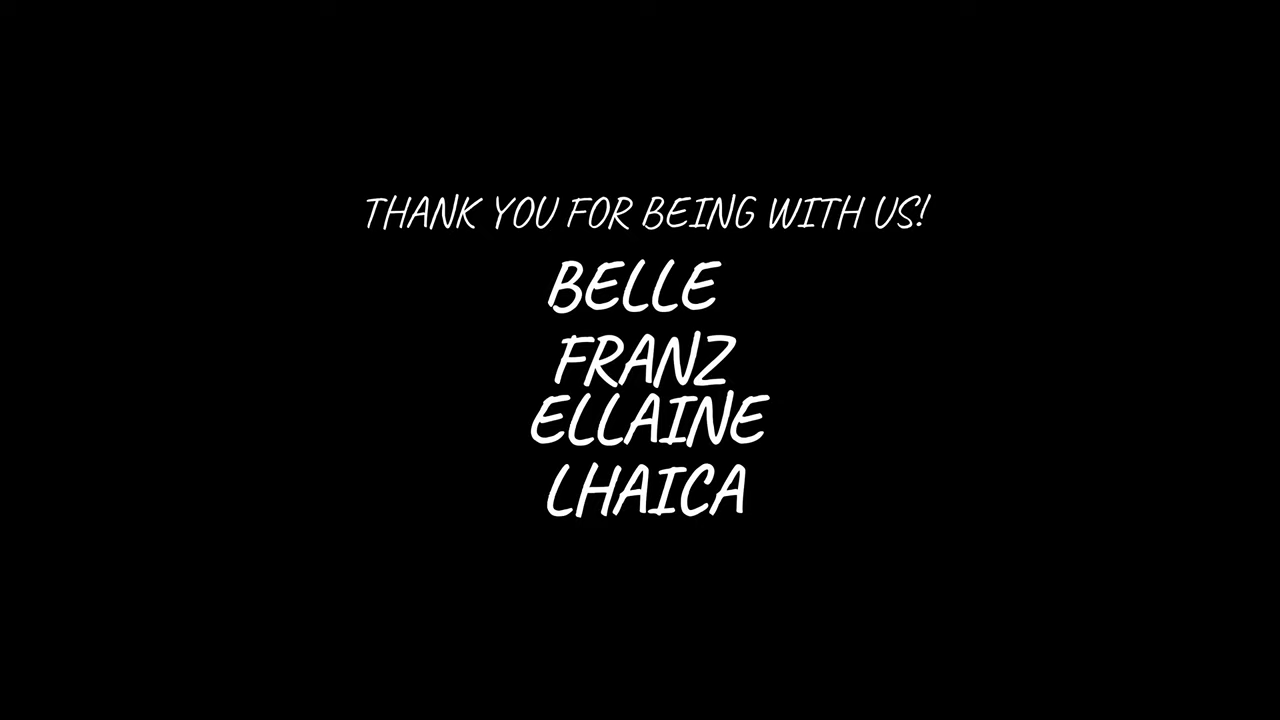 THANK YOU FOR BEING WITH US!
BELLE
FRANZ
ELLAINE
LHAICA